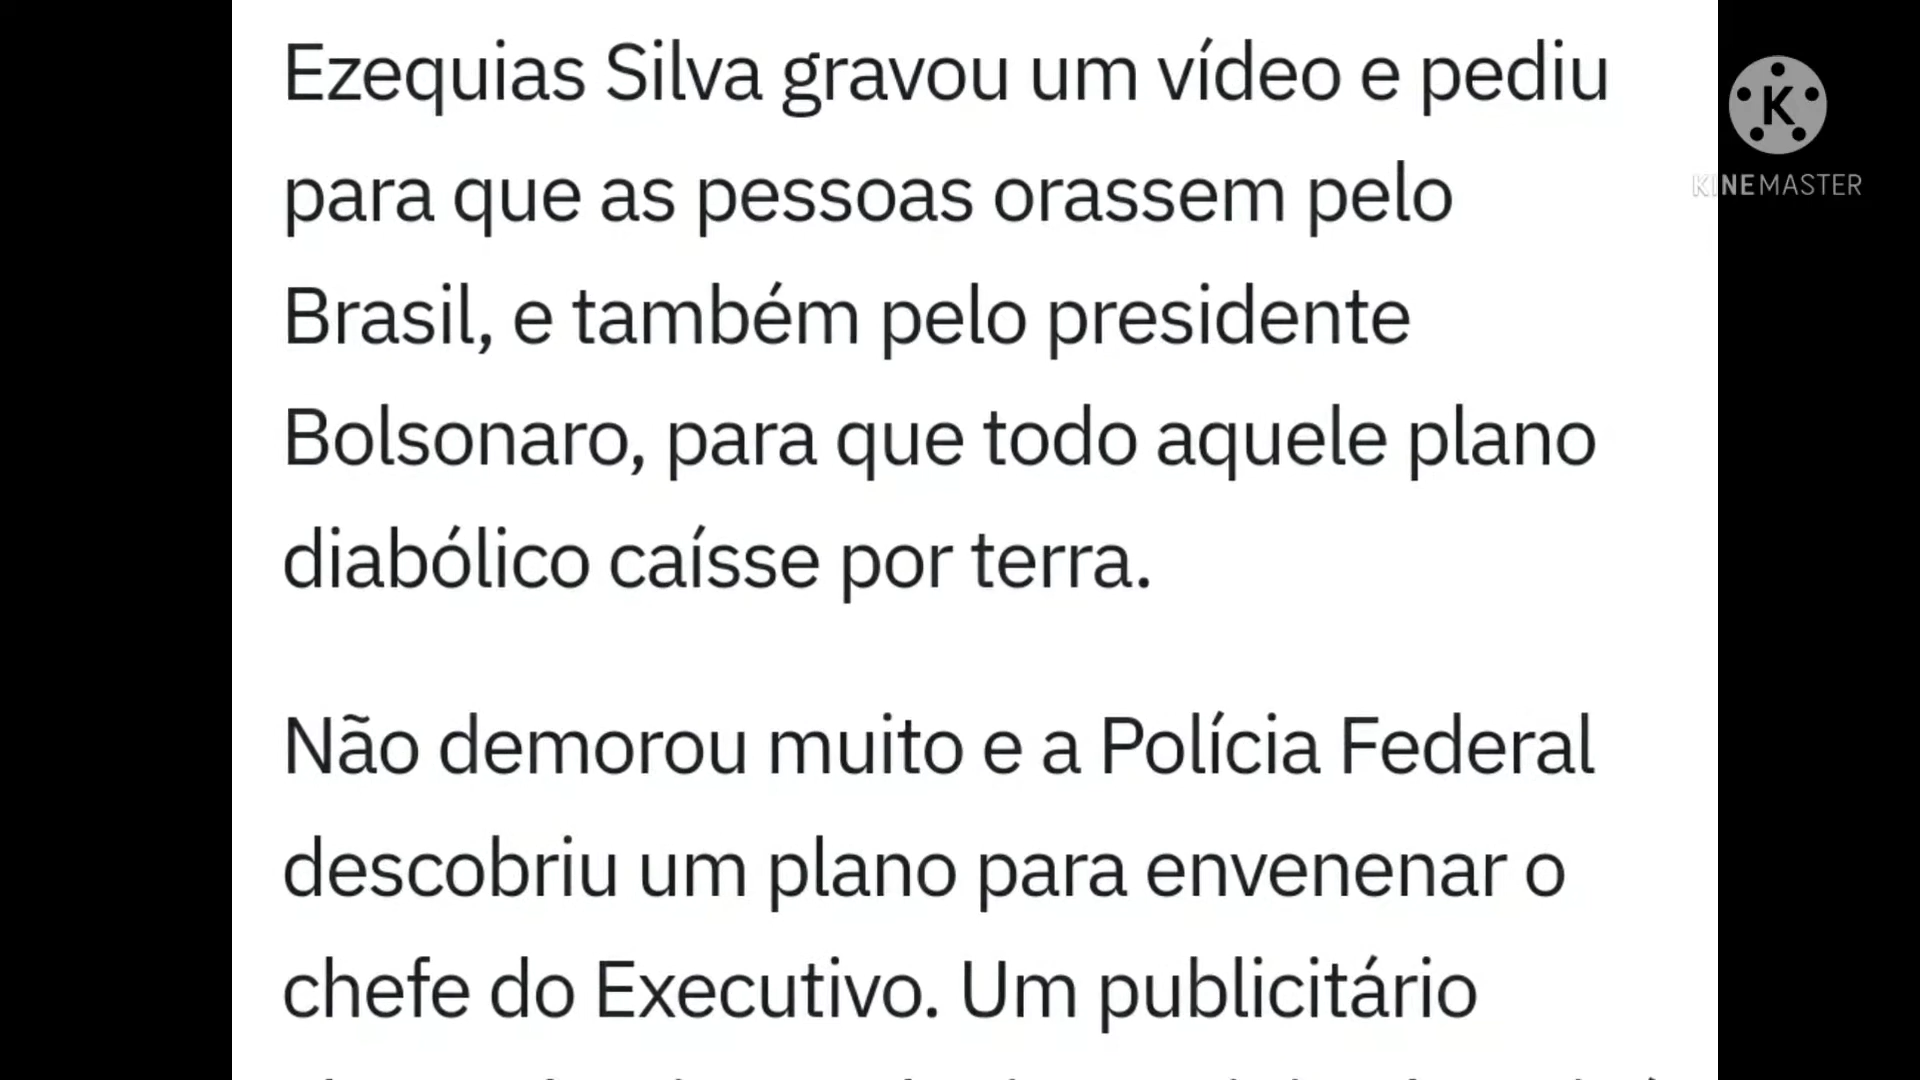 Ezequias Silva gravou um vídeo e pediu
para que as pessoas orassem pelo
Brasil, e também pelo presidente
Bolsonaro, para que todo aquele plano
diabólico caísse por terra.
Não demorou muito e a Polícia Federal
descobriu um plano para envenenar o
chefe do Executivo. Um publicitário
K
KINEMASTER